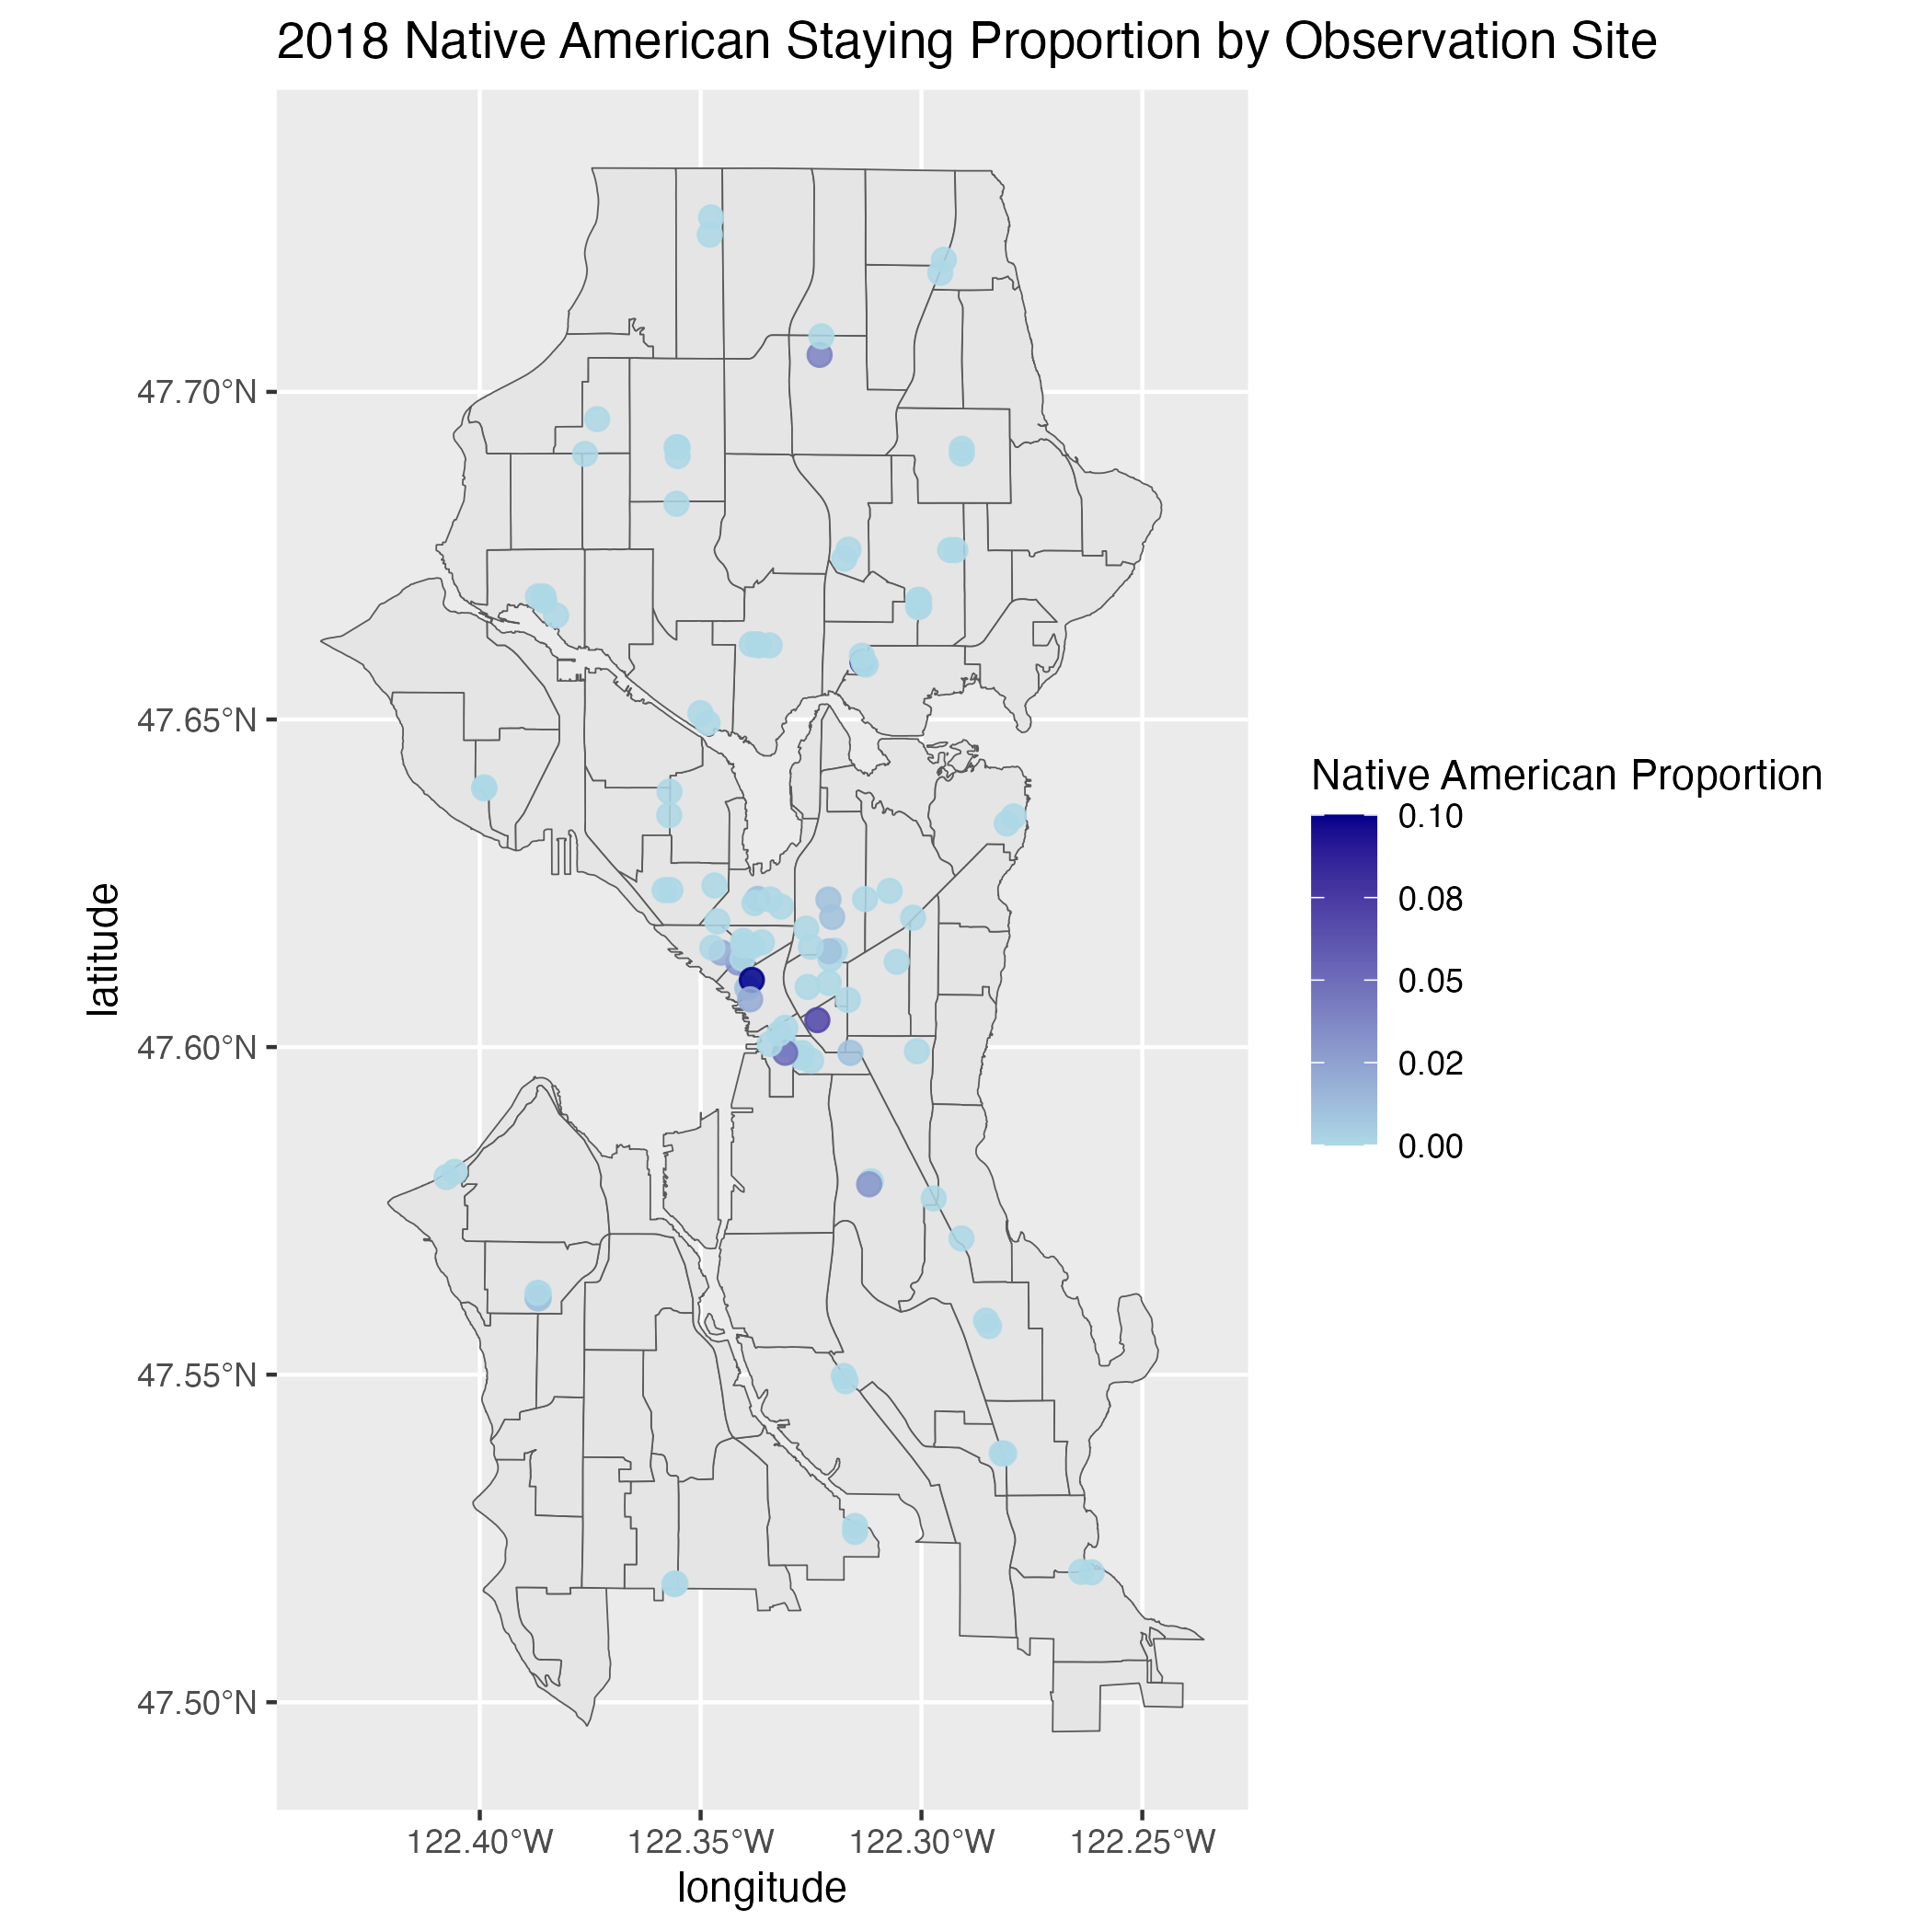 2018 Native American Staying Proportion by Observation Site
47.70°N
47.65°N
47.60°N
47.55°N
47.50°N
latitude
122.40°W 122.35°W 122.30°W 122.25°W
longitude
Native American Proportion
0.10
0.08
0.05
0.02
0.00